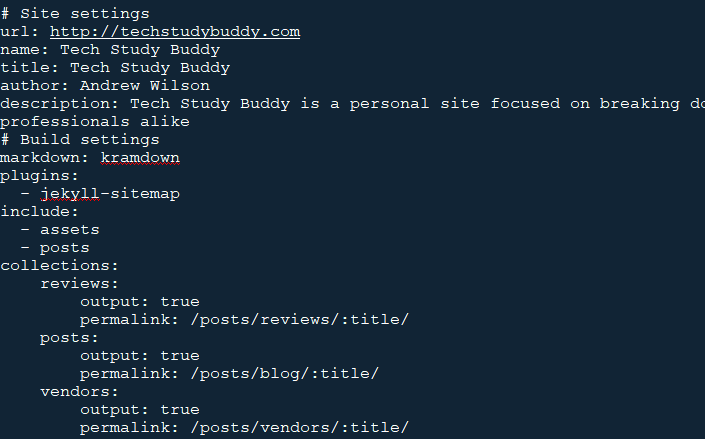 # Site settings
url: http://techstudybuddy.com
name: Tech Study Buddy
title: Tech Study Buddy
author: Andrew Wilson
description: Tech Study Buddy is a personal site focused on breaking do
professionals alike
# Build settings
markdown: kramdown
plugins:
  - jekyll-sitemap
include:
  - assets
  - posts
collections:
    reviews:
        output: true
        permalink: /posts/reviews/:title/
    posts:
        output: true
        permalink: /posts/blog/:title/
    vendors:
        output: true
        permalink: /posts/vendors/:title/